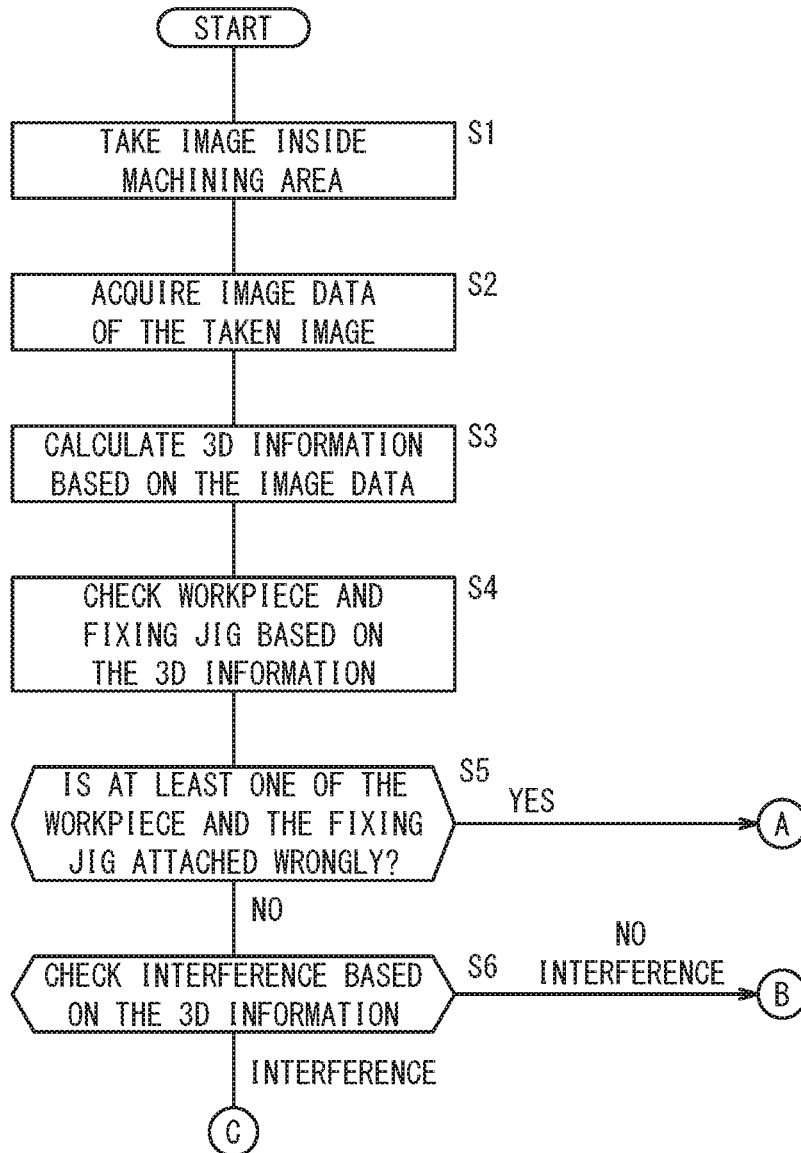 START
TAKE IMAGE INSIDE
MACHINING AREA
S1
ACQUIRE IMAGE DATA
OF THE TAKEN IMAGE
S2
CALCULATE 3D INFORMATION
BASED ON THE IMAGE DATA
S3
CHECK WORKPIECE AND
FIXING JIG BASED ON
THE 3D INFORMATION
S4
IS AT LEAST ONE OF THE
WORKPIECE AND THE FIXING
JIG ATTACHED WRONGLY?
S5
YES
A
NO
CHECK INTERFERENCE BASED
ON THE 3D INFORMATION
S6
NO
INTERFERENCE
B
INTERFERENCE
C